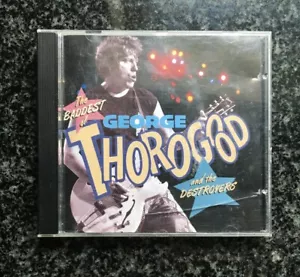 The
BADDEST
of
GEORGE
THOROGOOD
and the
DESTROYERS